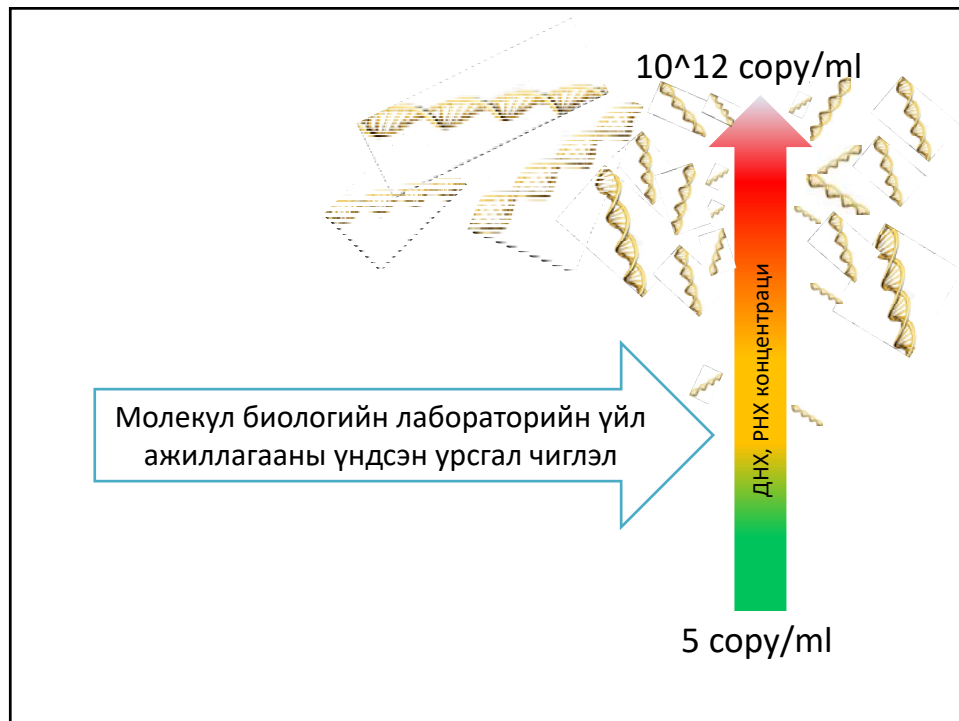 10^12 copy/ml
ДНХ, РНХ концентраци
Молекул биологийн лабораторийн үйл
ажиллагааны үндсэн урсгал чиглэл
5 copy/ml